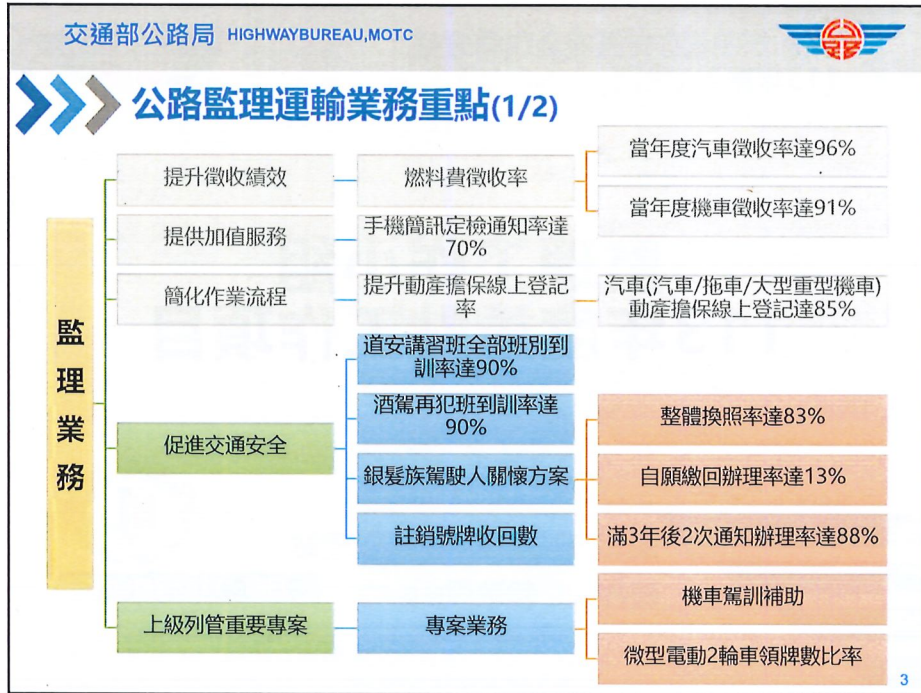 交通部公路局 HIGHWAYBUREAU,MOTC
公路監理運輸業務重點(1/2)
監理業務
提升徵收績效
燃料費徵收率
當年度汽車徵收率達96%
當年度機車徵收率達91%
提供加值服務
手機簡訊定檢通知率達
70%
簡化作業流程
提升動產擔保線上登記
率
汽車(汽車/拖車/大型重型機車)
動產擔保線上登記達85%
促進交通安全
道安講習班全部班別到
訓率達90%
酒駕再犯班到訓率達
90%
銀髮族駕駛人關懷方案
整體換照率達83%
自願繳回辦理率達13%
滿3年後2次通知辦理率達88%
註銷號牌收回數
上級列管重要專案
專案業務
機車駕訓補助
微型電動2輪車領牌數比率
3